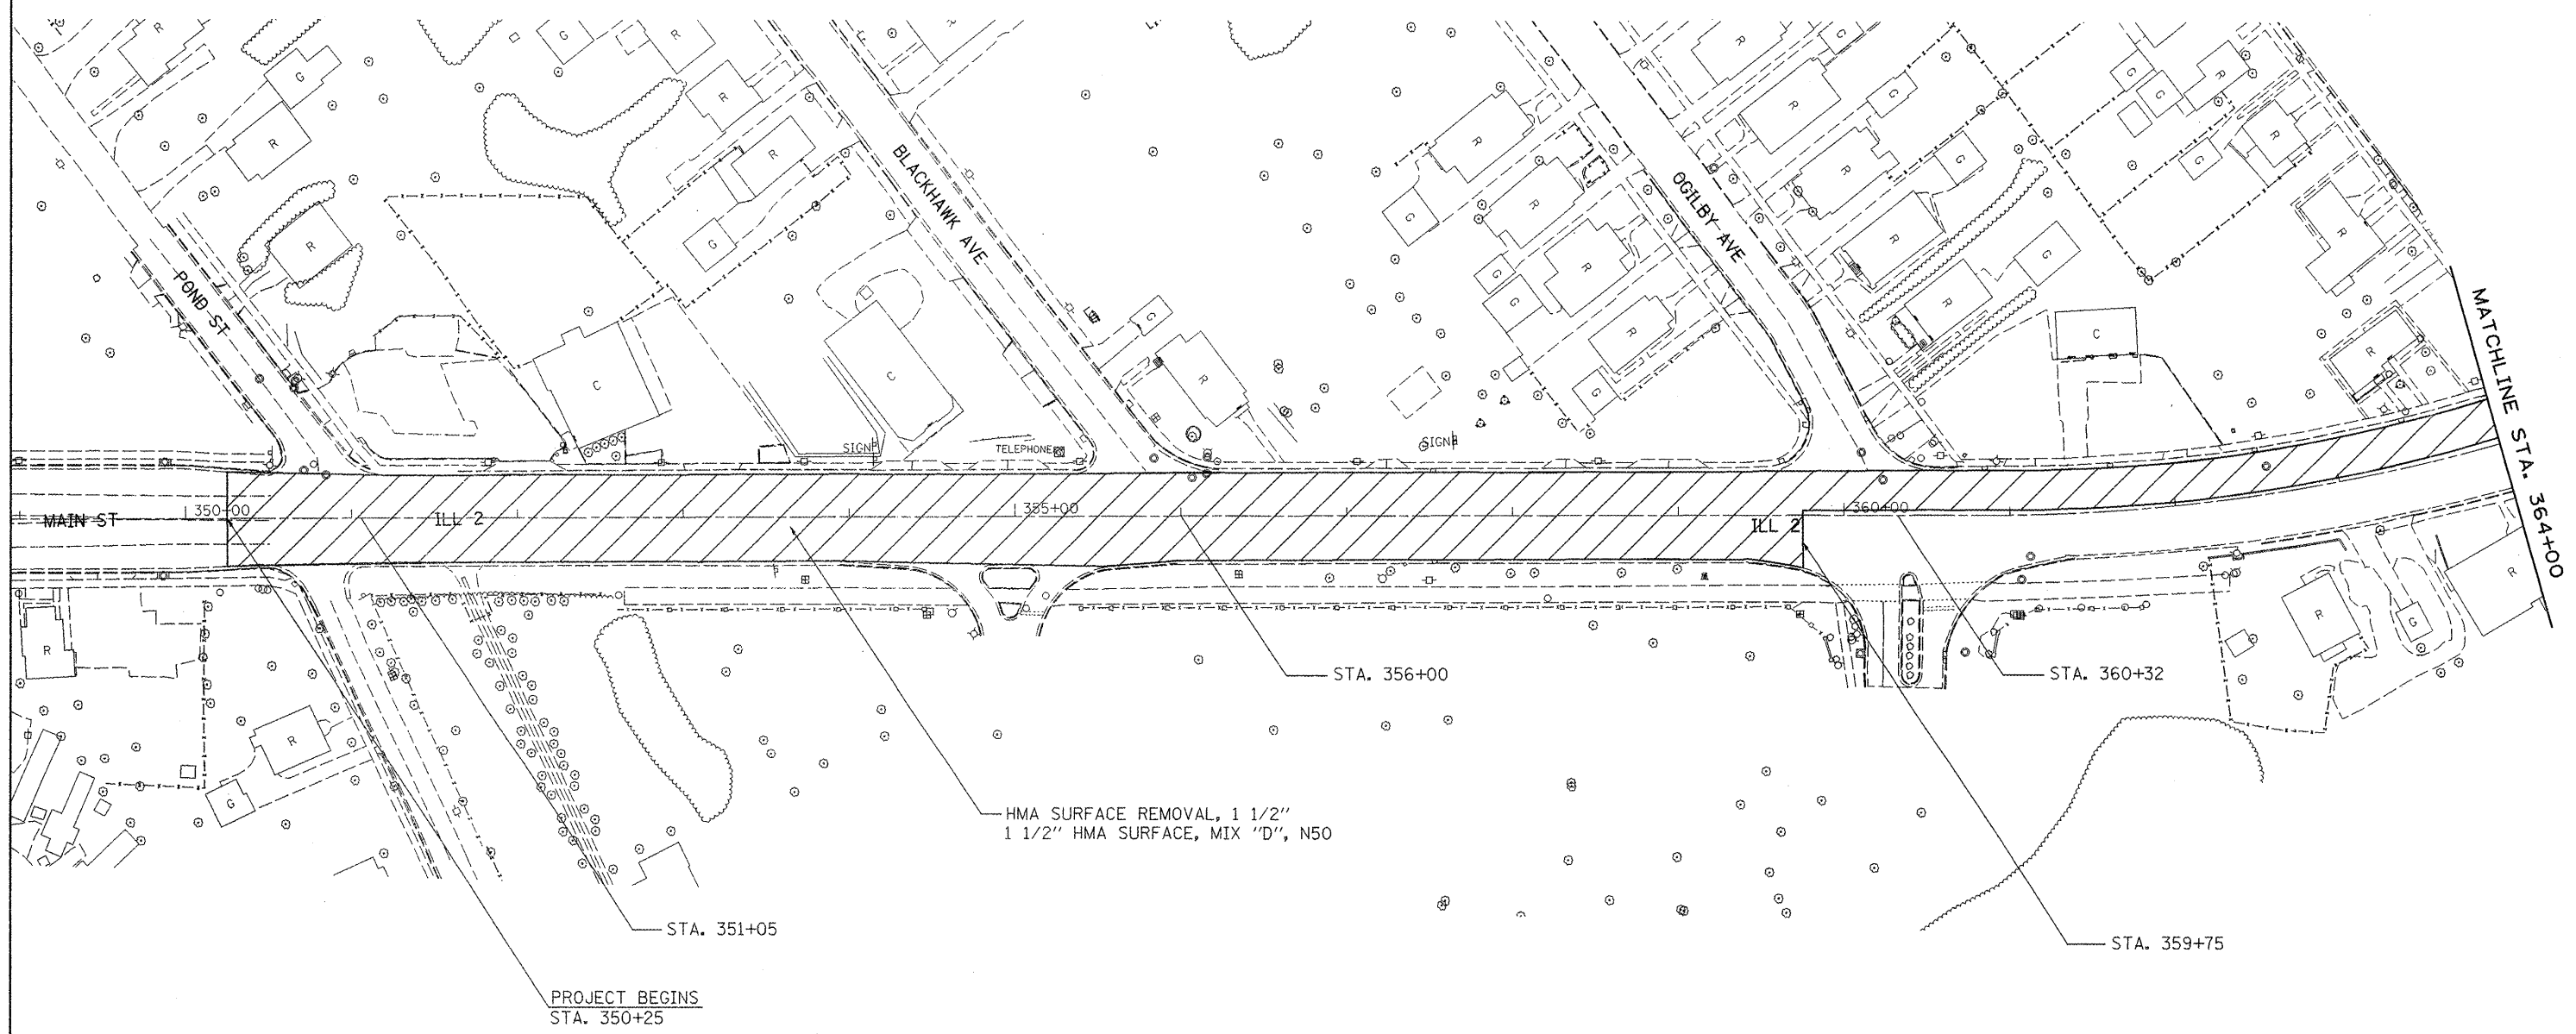 POND ST
BLACKHAWK AVE
OGILBY AVE
MATCHLINE STA. 364+00
R
G
R
R
G
R
R
R
G
C
C
G
R
SIGN
TELEPHONE
SIGN
R
G
R
R
G
G
R
G
R
G
R
G
R
G
R
G
R
C
G
G
R
G
R
R
R
MAIN ST
350+00
ILL 2
355+00
ILL 2
360+00
R
R
G
R
G
R
STA. 356+00
STA. 360+32
HMA SURFACE REMOVAL, 1 1/2"
1 1/2" HMA SURFACE, MIX "D", N50
STA. 351+05
STA. 359+75
PROJECT BEGINS
STA. 350+25